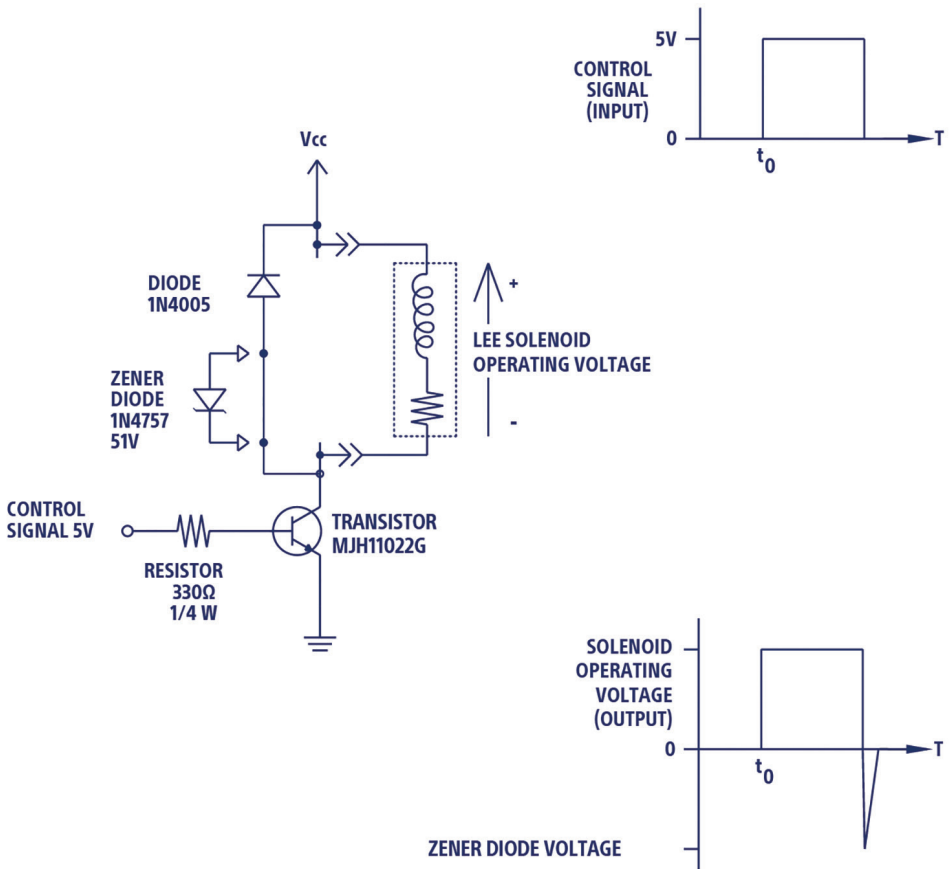 5V
CONTROL
SIGNAL
(INPUT)
0
T
t0
Vcc
DIODE
1N4005
+
LEE SOLENOID
OPERATING VOLTAGE
-
ZENER
DIODE
1N4757
51V
CONTROL
SIGNAL 5V
TRANSISTOR
MJH11022G
RESISTOR
330Ω
1/4 W
SOLENOID
OPERATING
VOLTAGE
(OUTPUT)
0
T
t0
ZENER DIODE VOLTAGE